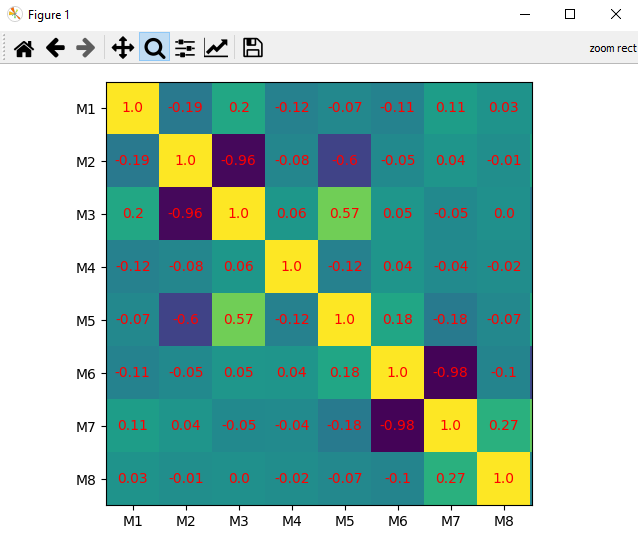 Figure 1
zoom rect
M1 1.0 -0.19 0.2 -0.12 -0.07 -0.11 0.11 0.03
M2 -0.19 1.0 -0.96 -0.08 -0.6 -0.05 0.04 -0.01
M3 0.2 -0.96 1.0 0.06 0.57 0.05 -0.05 0.0
M4 -0.12 -0.08 0.06 1.0 -0.12 0.04 -0.04 -0.02
M5 -0.07 -0.6 0.57 -0.12 1.0 0.18 -0.18 -0.07
M6 -0.11 -0.05 0.05 0.04 0.18 1.0 -0.98 -0.1
M7 0.11 0.04 -0.05 -0.04 -0.18 -0.98 1.0 0.27
M8 0.03 -0.01 0.0 -0.02 -0.07 -0.1 0.27 1.0
M1 M2 M3 M4 M5 M6 M7 M8